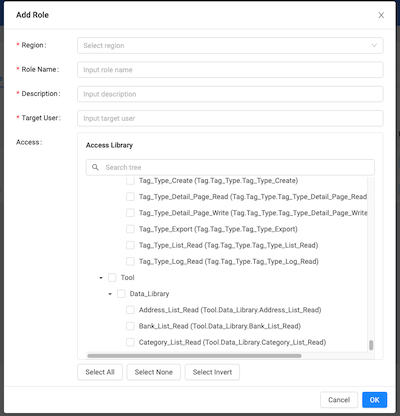 Add Role
* Region:
Select region
* Role Name:
Input role name
* Description:
Input description
* Target User:
Input target user
Access:
Access Library
Search tree
Tag_Type_Create (Tag.Tag_Type.Tag_Type_Create)
Tag_Type_Detail_Page_Read (Tag.Tag_Type.Tag_Type_Detail_Page_Read
Tag_Type_Detail_Page_Write (Tag.Tag_Type.Tag_Type_Detail_Page_Write
Tag_Type_Export (Tag.Tag_Type.Tag_Type_Export)
Tag_Type_List_Read (Tag.Tag_Type.Tag_Type_List_Read)
Tag_Type_Log_Read (Tag.Tag_Type.Tag_Type_Log_Read)
Tool
Data_Library
Address_List_Read (Tool.Data_Library.Address_List_Read)
Bank_List_Read (Tool.Data_Library.Bank_List_Read)
Category_List_Read (Tool.Data_Library.Category_List_Read)
Select All
Select None
Select Invert
Cancel
OK